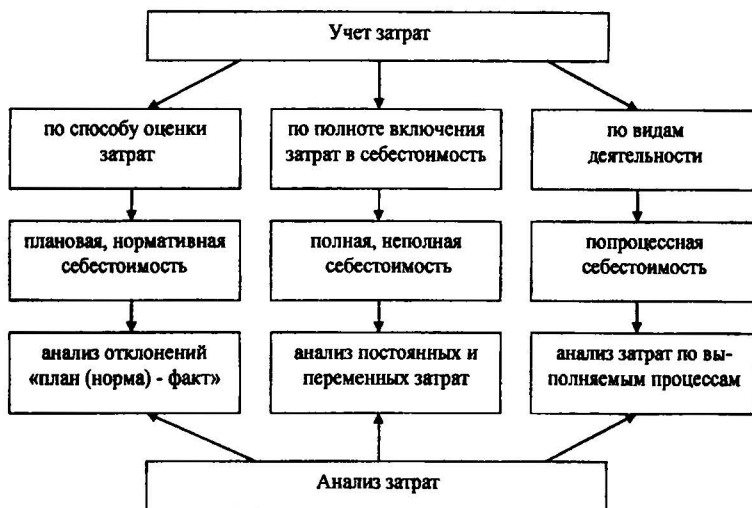 Учет затрат
по способу оценки
затрат
по полноте включения
затрат в себестоимость
по видам
деятельности
плановая, нормативная
себестоимость
полная, неполная
себестоимость
попроцессная
себестоимость
анализ отклонений
«план (норма) - факт»
анализ постоянных и
переменных затрат
анализ затрат по вы-
полняемым процессам
Анализ затрат